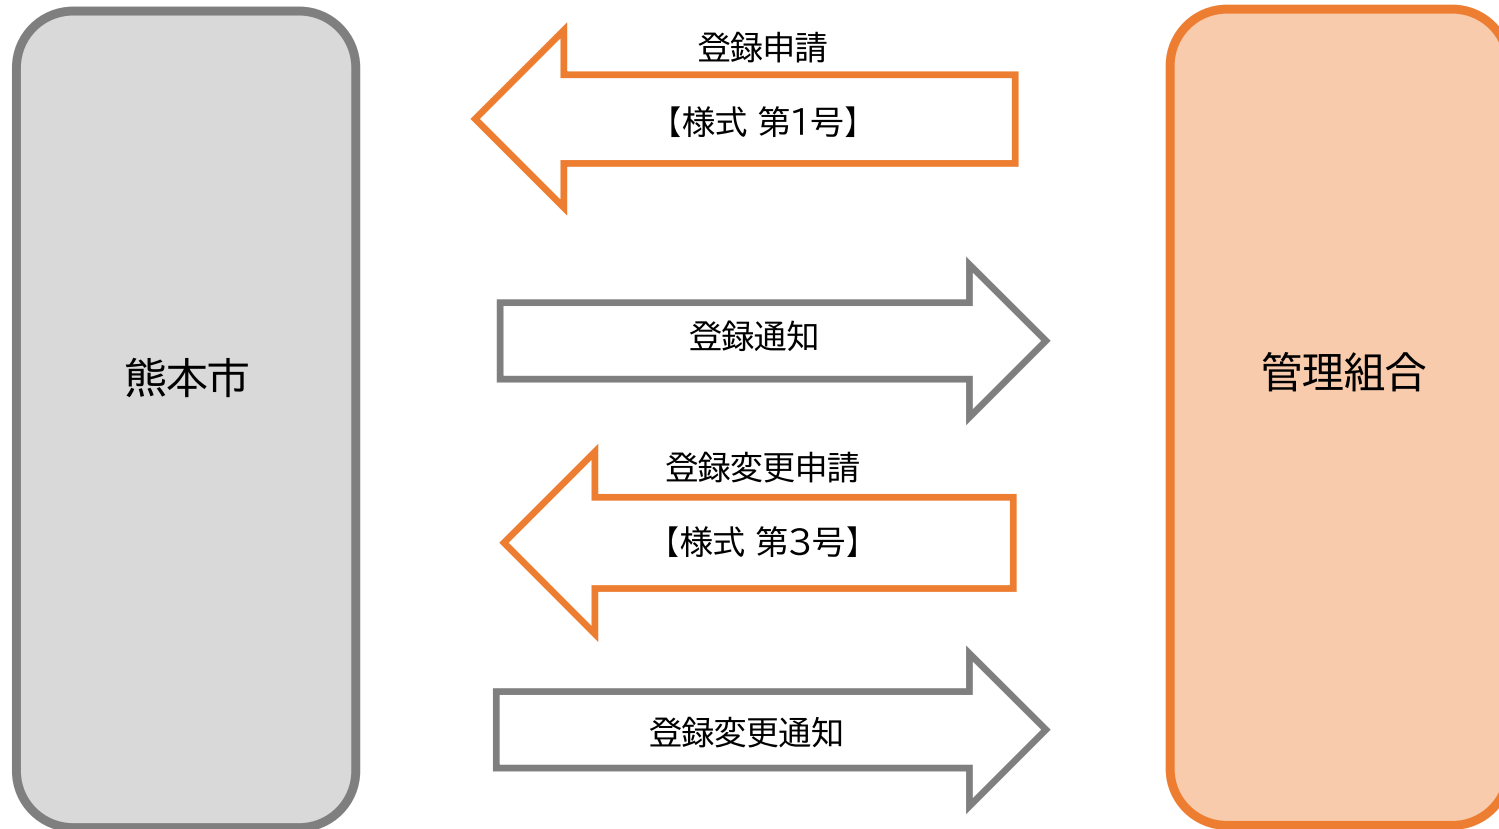 登録申請
【様式 第1号】
登録通知
熊本市
管理組合
登録変更申請
【様式 第3号】
登録変更通知